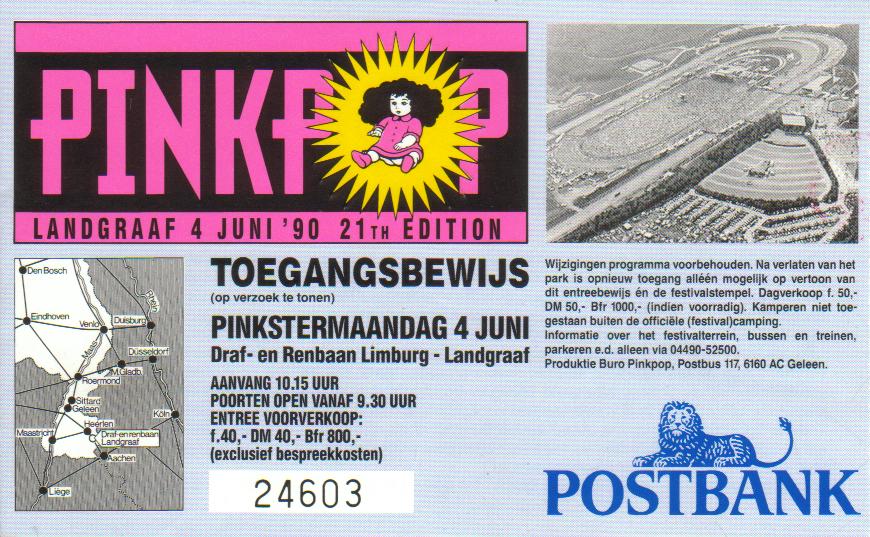 PINKPOP
LANDGRAAF 4 JUNI '90 21TH EDITION
Den Bosch
Eindhoven
Venlo
Duisburg
Rhein
Maas
Düsseldorf
M.Gladb.
Roermond
Sittard
Geleen
Köln
Heerlen
Maastricht
Draf-en renbaan
Landgraaf
Aachen
Liége
TOEGANGSBEWIJS
(op verzoek te tonen)
PINKSTERMAANDAG 4 JUNI
Draf- en Renbaan Limburg - Landgraaf
AANVANG 10.15 UUR
POORTEN OPEN VANAF 9.30 UUR
ENTREE VOORVERKOOP:
f.40,- DM 40,- Bfr 800,-
(exclusief bespreekkosten)
24603
Wijzigingen programma voorbehouden. Na verlaten van het
park is opnieuw toegang alléén mogelijk op vertoon van
dit entreebewijs én de festivalstempel. Dagverkoop f. 50,-
DM 50,- Bfr 1000,- (indien voorradig). Kamperen niet toe-
gestaan buiten de officiële (festival)camping.
Informatie over het festivalterrein, bussen en treinen,
parkeren e.d. alleen via 04490-52500.
Produktie Buro Pinkpop, Postbus 117, 6160 AC Geleen.
POSTBANK